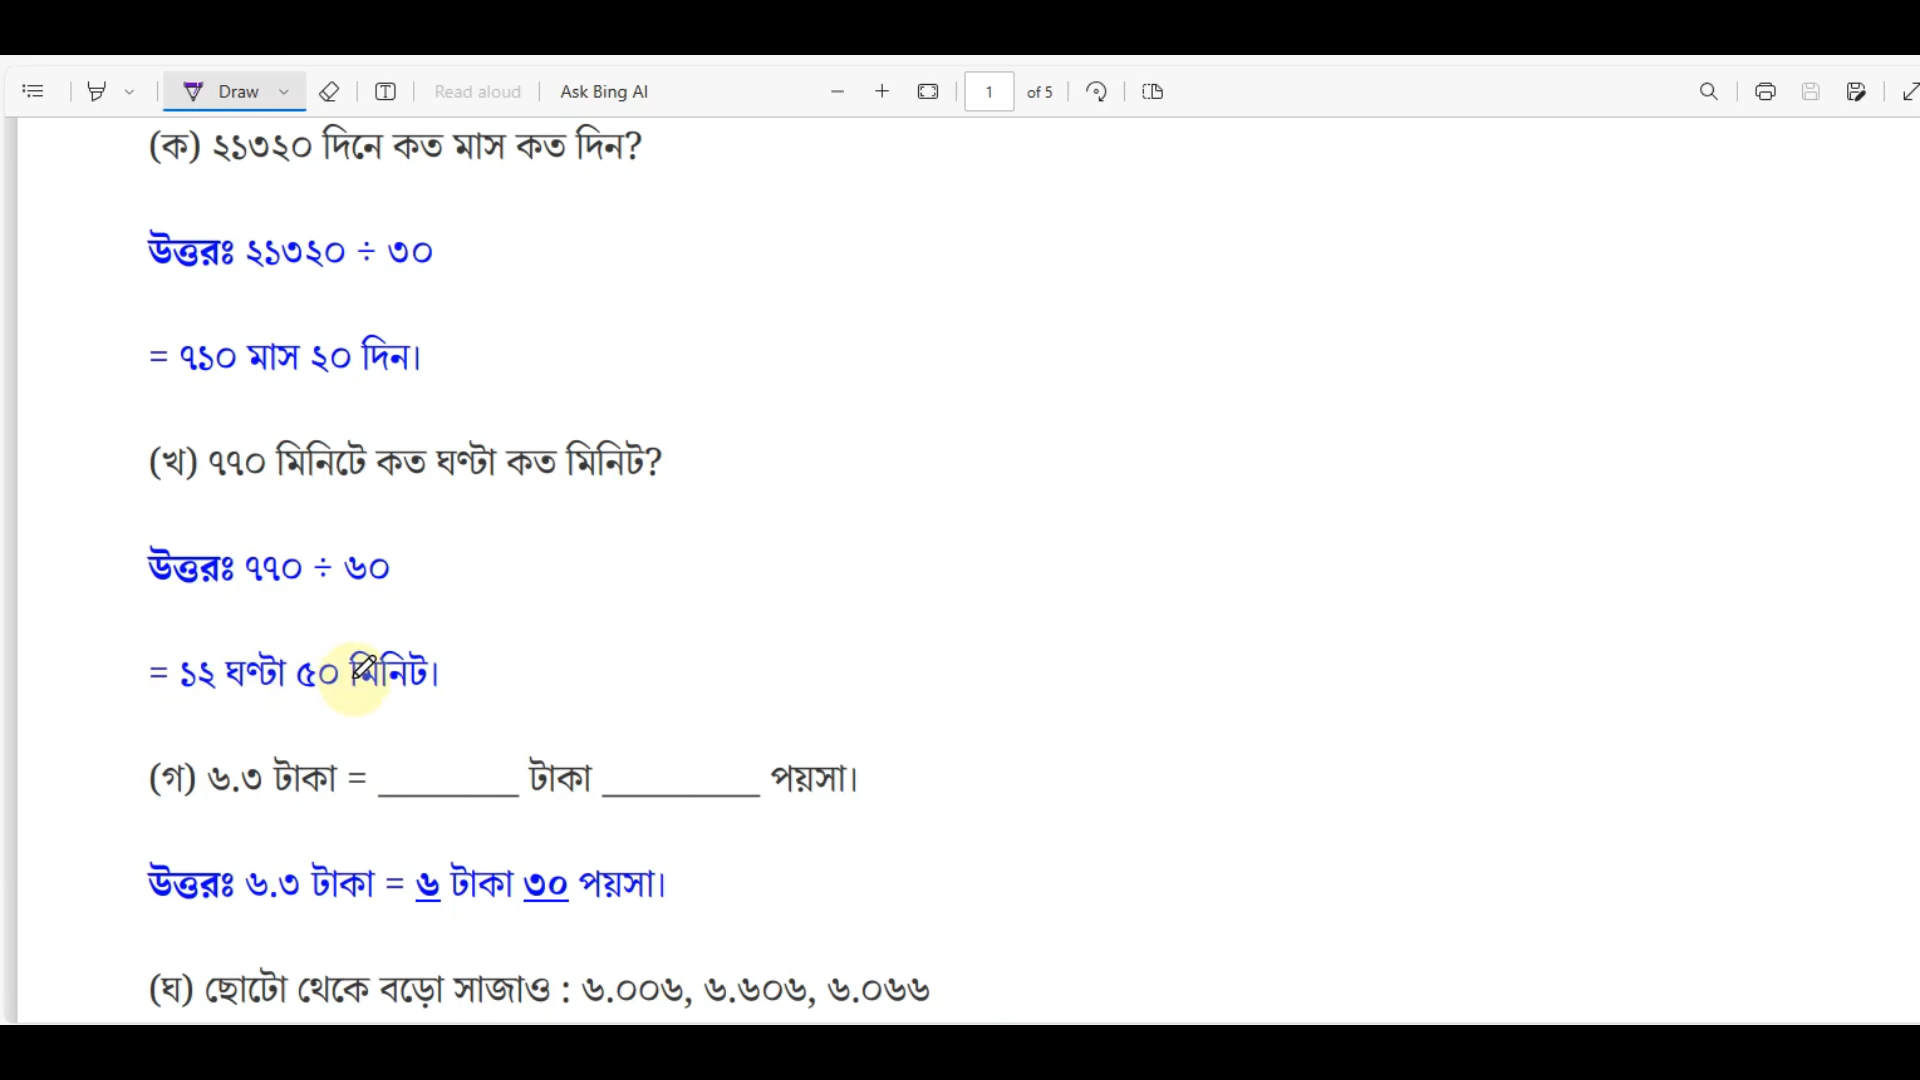 Draw Read aloud Ask Bing AI 1 of 5
(ক) ২১৩২০ দিনে কত মাস কত দিন?
উত্তরঃ ২১৩২০ ÷ ৩০
= ৭১০ মাস ২০ দিন।
(খ) ৭৭০ মিনিটে কত ঘণ্টা কত মিনিট?
উত্তরঃ ৭৭০ ÷ ৬০
= ১২ ঘণ্টা ৫০ মিনিট।
(গ) ৬.৩ টাকা = ________ টাকা _________ পয়সা।
উত্তরঃ ৬.৩ টাকা = ৬ টাকা ৩০ পয়সা।
(ঘ) ছোটো থেকে বড়ো সাজাও : ৬.০০৬, ৬.৬০৬, ৬.০৬৬